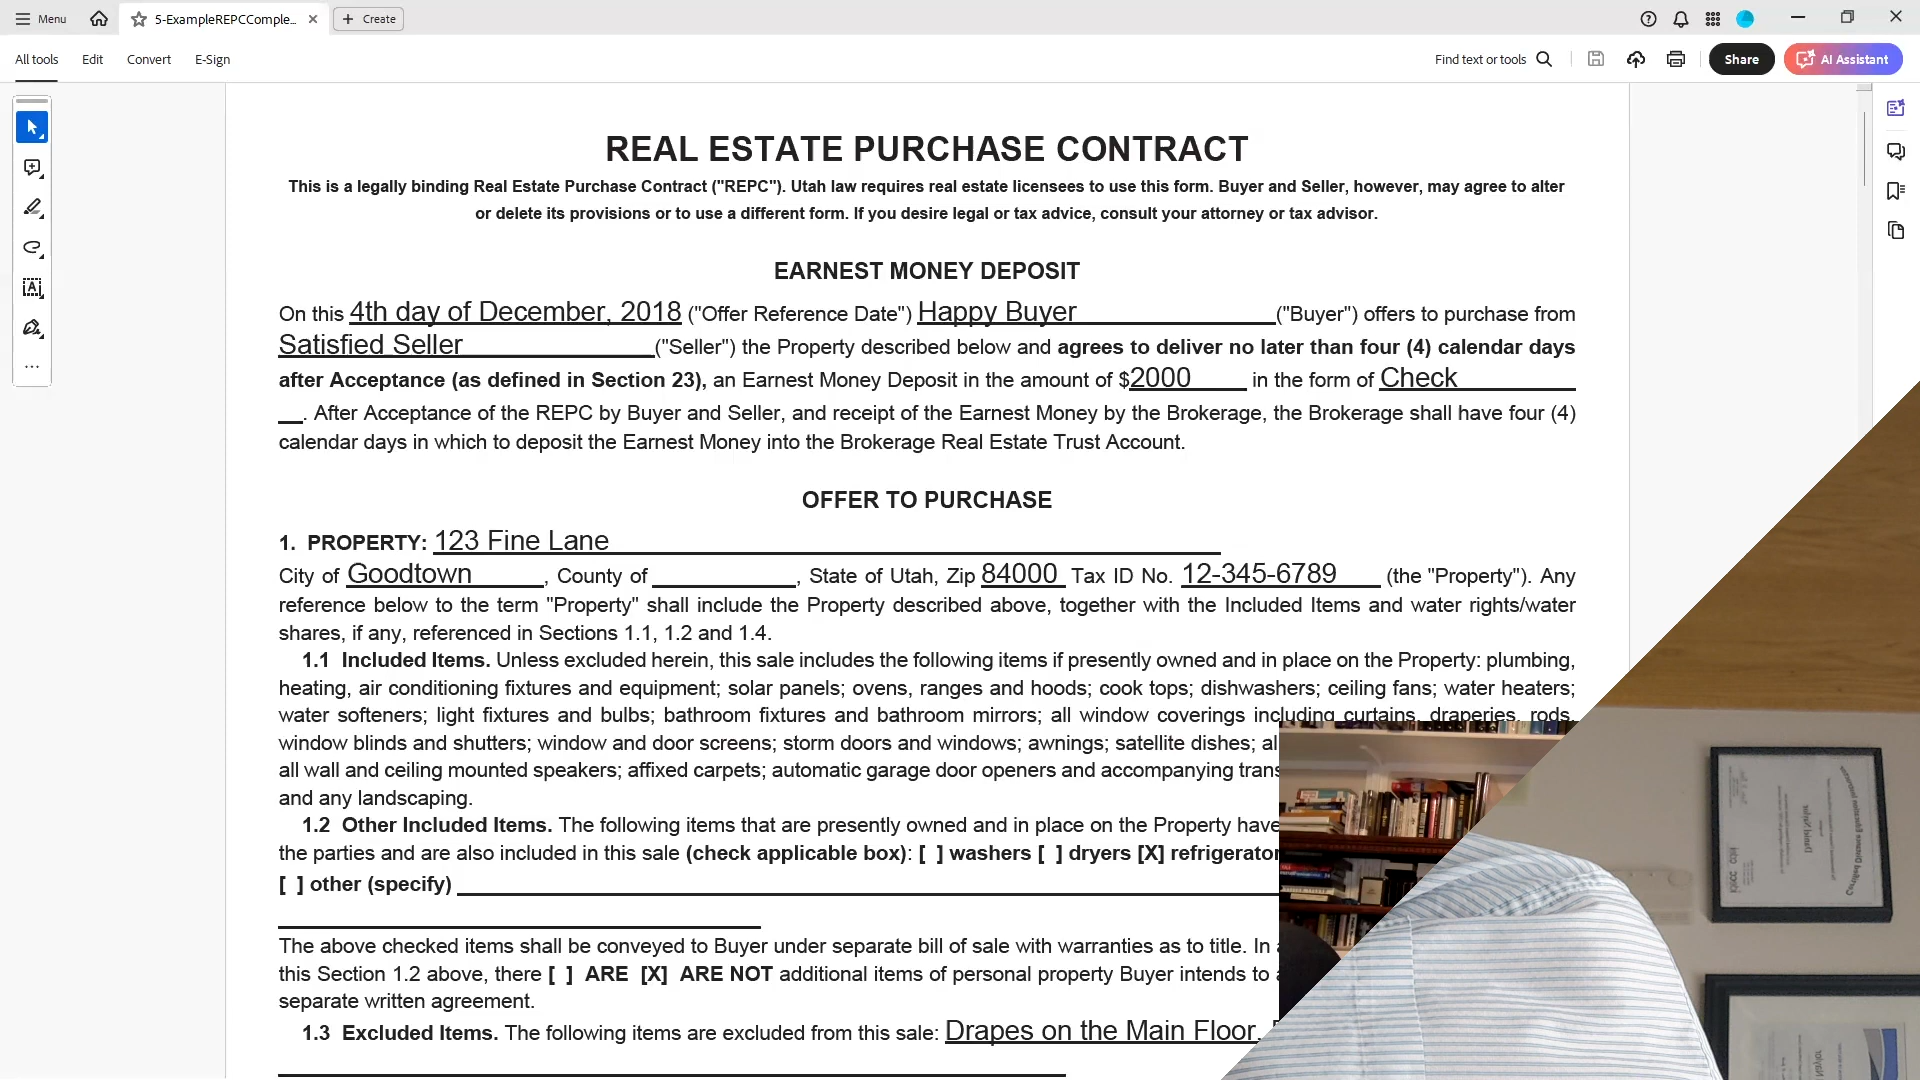 Menu
5-ExampleREPCComple...
Create
All tools
Edit
Convert
E-Sign
Find text or tools
Share
AI Assistant
REAL ESTATE PURCHASE CONTRACT
This is a legally binding Real Estate Purchase Contract ("REPC"). Utah law requires real estate licensees to use this form. Buyer and Seller, however, may agree to alter
or delete its provisions or to use a different form. If you desire legal or tax advice, consult your attorney or tax advisor.
EARNEST MONEY DEPOSIT
On this 4th day of December, 2018 ("Offer Reference Date") Happy Buyer ("Buyer") offers to purchase from
Satisfied Seller ("Seller") the Property described below and agrees to deliver no later than four (4) calendar days
after Acceptance (as defined in Section 23), an Earnest Money Deposit in the amount of $2000 in the form of Check
__. After Acceptance of the REPC by Buyer and Seller, and receipt of the Earnest Money by the Brokerage, the Brokerage shall have four (4)
calendar days in which to deposit the Earnest Money into the Brokerage Real Estate Trust Account.
OFFER TO PURCHASE
1. PROPERTY: 123 Fine Lane
City of Goodtown, County of ____________, State of Utah, Zip 84000 Tax ID No. 12-345-6789 (the "Property"). Any
reference below to the term "Property" shall include the Property described above, together with the Included Items and water rights/water
shares, if any, referenced in Sections 1.1, 1.2 and 1.4.
1.1 Included Items. Unless excluded herein, this sale includes the following items if presently owned and in place on the Property: plumbing,
heating, air conditioning fixtures and equipment; solar panels; ovens, ranges and hoods; cook tops; dishwashers; ceiling fans; water heaters;
water softeners; light fixtures and bulbs; bathroom fixtures and bathroom mirrors; all window coverings including curtains, draperies, rods,
window blinds and shutters; window and door screens; storm doors and windows; awnings; satellite dishes;
all wall and ceiling mounted speakers; affixed carpets; automatic garage door openers and accompanying
and any landscaping.
1.2 Other Included Items. The following items that are presently owned and in place on the Property have
the parties and are also included in this sale (check applicable box): [ ] washers [ ] dryers [X] refrigerator
[ ] other (specify)
The above checked items shall be conveyed to Buyer under separate bill of sale with warranties as to title. In
this Section 1.2 above, there [ ] ARE [X] ARE NOT additional items of personal property Buyer intends to
separate written agreement.
1.3 Excluded Items. The following items are excluded from this sale: Drapes on the Main Floor,